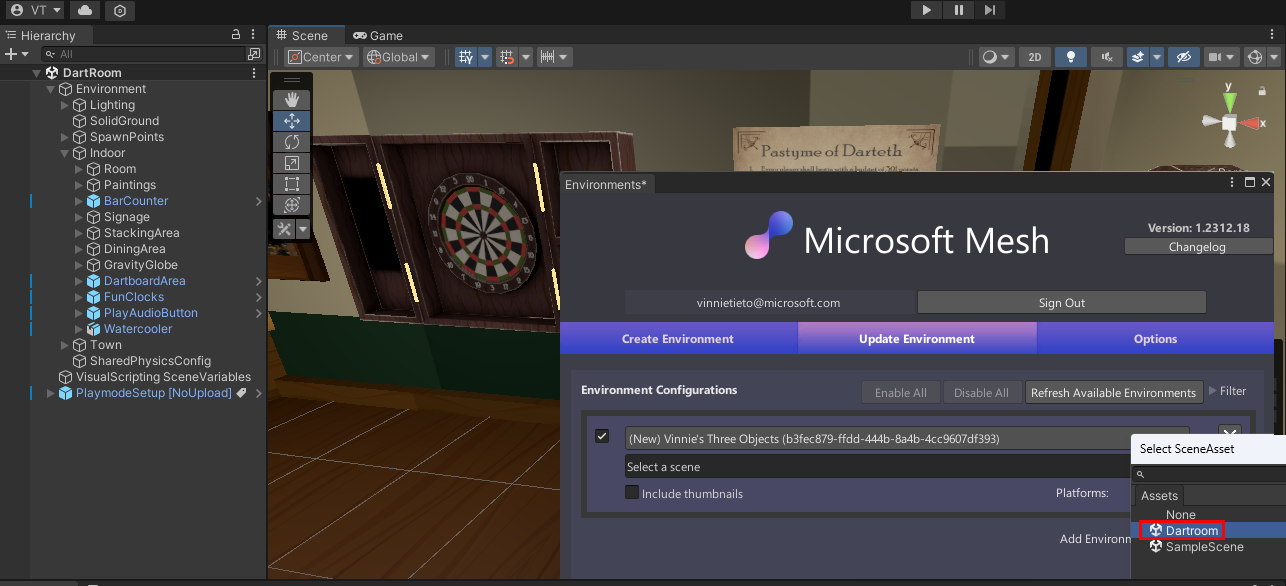 VT
Hierarchy
All
DartRoom
Environment
Lighting
SolidGround
SpawnPoints
Indoor
Room
Paintings
BarCounter
Signage
StackingArea
DiningArea
GravityGlobe
DartboardArea
FunClocks
PlayAudioButton
Watercooler
Town
SharedPhysicsConfig
VisualScripting SceneVariables
PlaymodeSetup [NoUpload]
Scene Game
Center Global 2D
y
x
Pastyme of Darteth
Environments*
Microsoft Mesh
Version: 1.2312.18
Changelog
vinnietieto@microsoft.com Sign Out
Create Environment Update Environment Options
Environment Configurations Enable All Disable All Refresh Available Environments Filter
(New) Vinnie's Three Objects (b3fec879-ffdd-444b-8a4b-4cc9607df393)
Select a scene
Include thumbnails Platforms:
Add Environm
Select SceneAsset
Assets
None
Dartroom
SampleScene